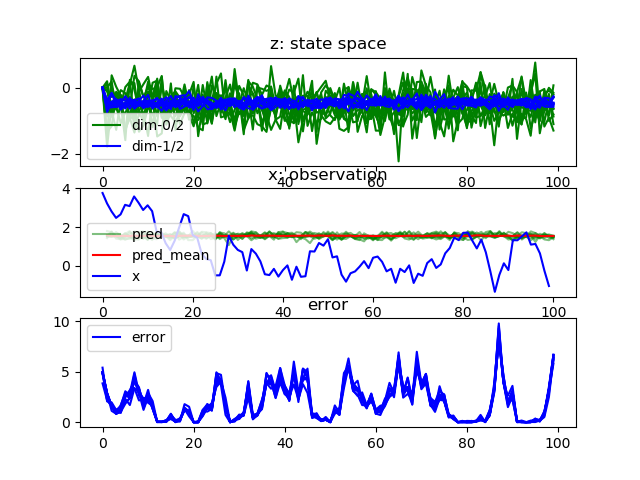 z: state space
0
−2
dim-0/2
dim-1/2
0 20 40 60 80 100
x: observation
4
2
0
pred
pred_mean
x
0 20 40 60 80 100
error
10
5
0
error
0 20 40 60 80 100